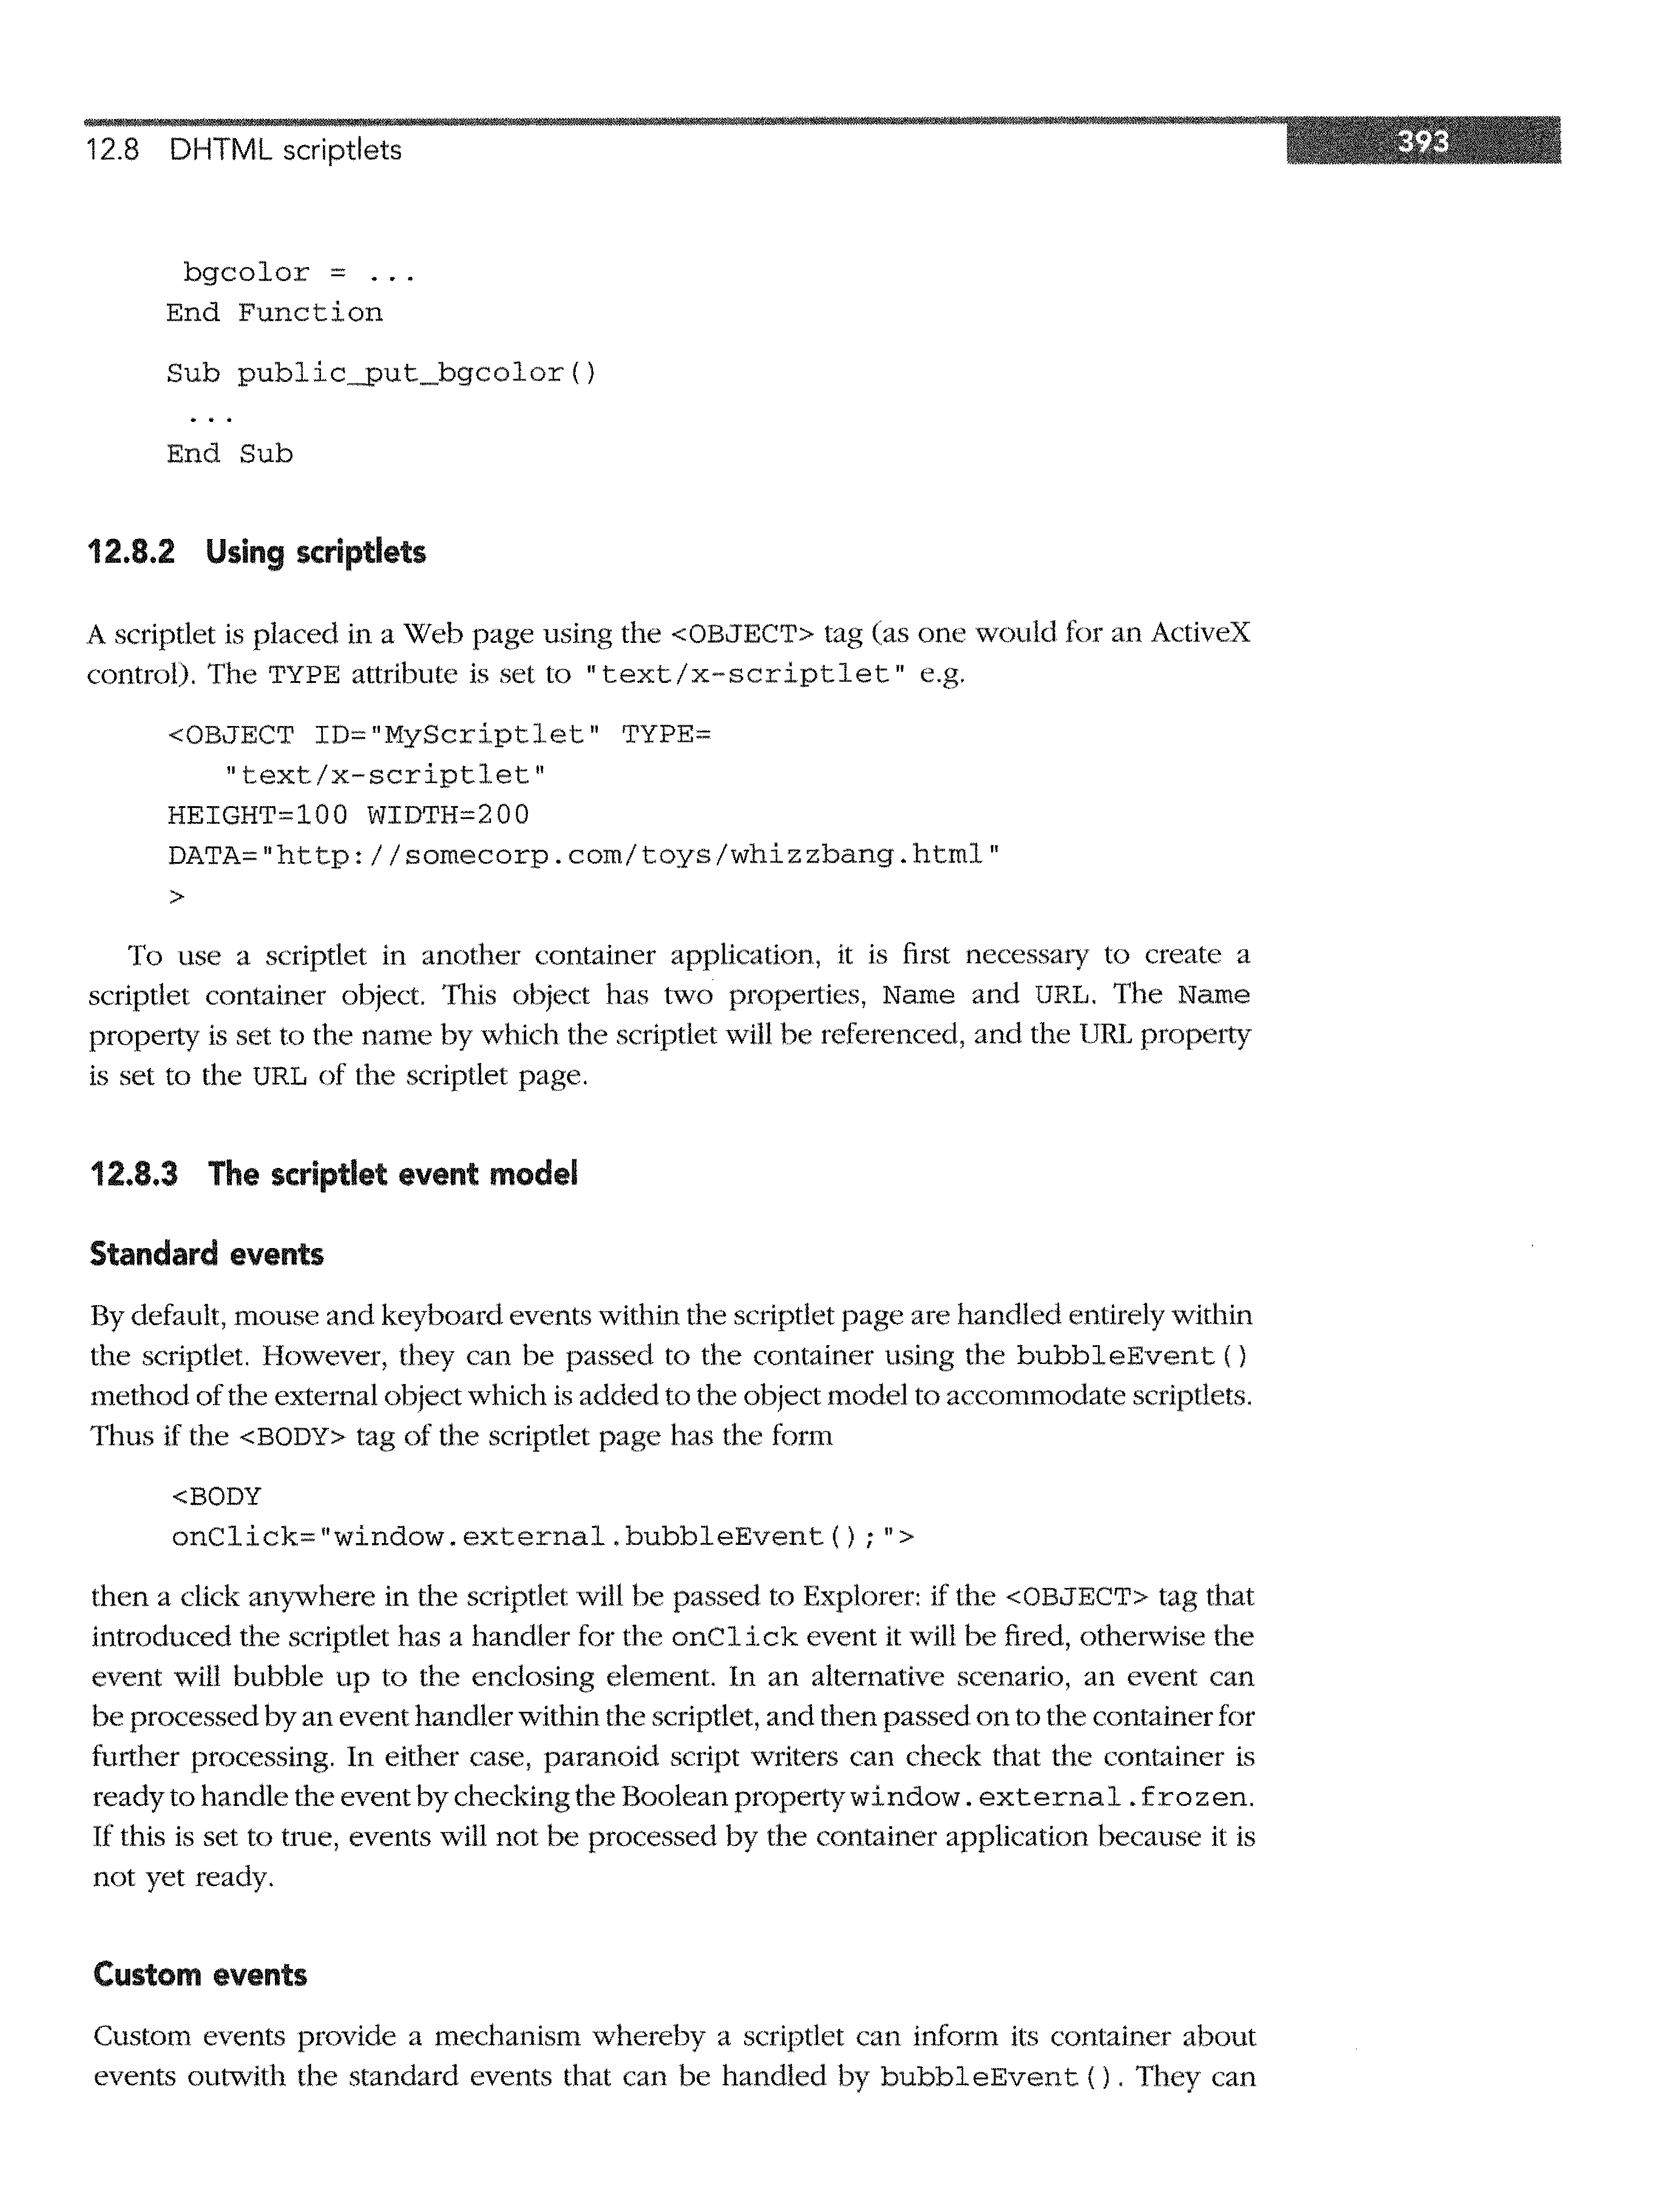 12.8 DHTML scriptlets
393
bgcolor = ...
End Function
Sub public_put_bgcolor()
...
End Sub
12.8.2 Using scriptlets
A scriptlet is placed in a Web page using the <OBJECT> tag (as one would for an ActiveX
control). The TYPE attribute is set to "text/x-scriptlet" e.g.
<OBJECT ID="MyScriptlet" TYPE=
"text/x-scriptlet"
HEIGHT=100 WIDTH=200
DATA="http://somecorp.com/toys/whizzbang.html"
>
To use a scriptlet in another container application, it is first necessary to create a
scriptlet container object. This object has two properties, Name and URL. The Name
property is set to the name by which the scriptlet will be referenced, and the URL property
is set to the URL of the scriptlet page.
12.8.3 The scriptlet event model
Standard events
By default, mouse and keyboard events within the scriptlet page are handled entirely within
the scriptlet. However, they can be passed to the container using the bubbleEvent()
method of the external object which is added to the object model to accommodate scriptlets.
Thus if the <BODY> tag of the scriptlet page has the form
<BODY
onClick="window.external.bubbleEvent();">
then a click anywhere in the scriptlet will be passed to Explorer: if the <OBJECT> tag that
introduced the scriptlet has a handler for the onClick event it will be fired, otherwise the
event will bubble up to the enclosing element. In an alternative scenario, an event can
be processed by an event handler within the scriptlet, and then passed on to the container for
further processing. In either case, paranoid script writers can check that the container is
ready to handle the event by checking the Boolean property window.external.frozen.
If this is set to true, events will not be processed by the container application because it is
not yet ready.
Custom events
Custom events provide a mechanism whereby a scriptlet can inform its container about
events outwith the standard events that can be handled by bubbleEvent(). They can